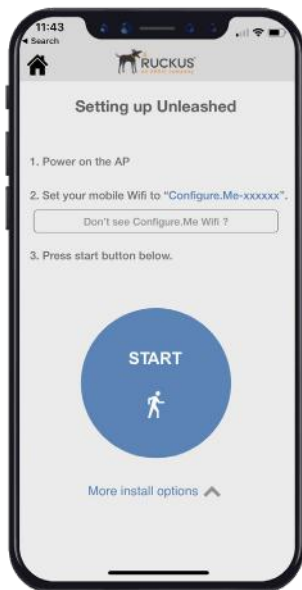 11:43
Search
RUCKUS
Setting up Unleashed
1. Power on the AP
2. Set your mobile Wifi to “Configure.Me-xxxxxx”.
Don't see Configure.Me Wifi ?
3. Press start button below.
START
More install options